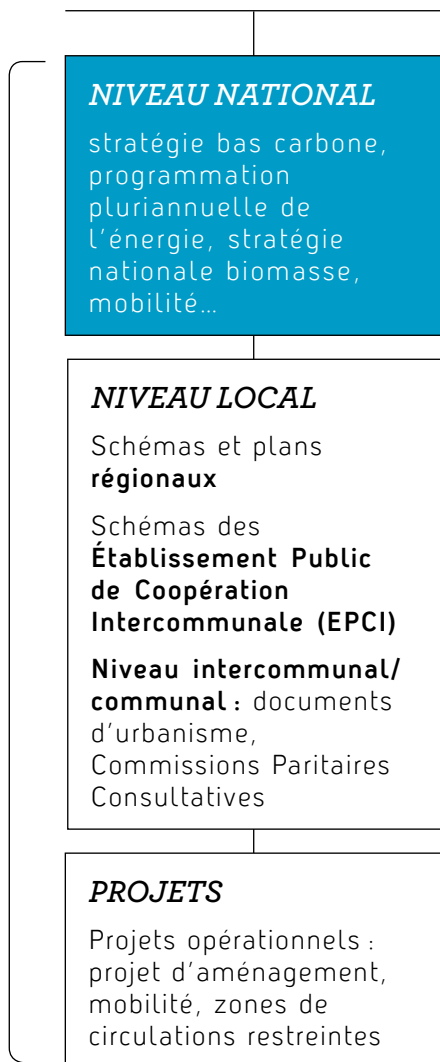 NIVEAU NATIONAL
stratégie bas carbone,
programmation
pluriannuelle de
l'énergie, stratégie
nationale biomasse,
mobilité…
NIVEAU LOCAL
Schémas et plans
régionaux
Schémas des
Établissement Public
de Coopération
Intercommunale (EPCI)
Niveau intercommunal/
communal : documents
d'urbanisme,
Commissions Paritaires
Consultatives
PROJETS
Projets opérationnels :
projet d'aménagement,
mobilité, zones de
circulations restreintes